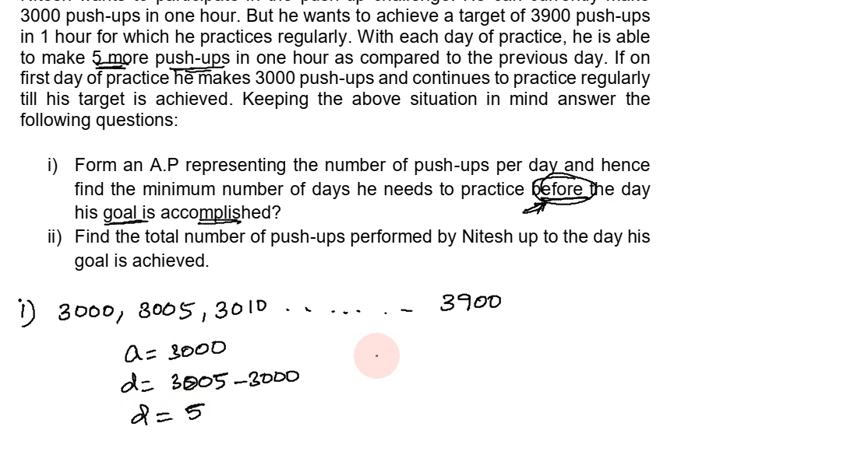 3000 push-ups in one hour. But he wants to achieve a target of 3900 push-ups
in 1 hour for which he practices regularly. With each day of practice, he is able
to make 5 more push-ups in one hour as compared to the previous day. If on
first day of practice he makes 3000 push-ups and continues to practice regularly
till his target is achieved. Keeping the above situation in mind answer the
following questions:
i) Form an A.P representing the number of push-ups per day and hence
find the minimum number of days he needs to practice before the day
his goal is accomplished?
ii) Find the total number of push-ups performed by Nitesh up to the day his
goal is achieved.
i) 3000, 3005, 3010 . . ... . - 3900
a = 3000
d = 3005 - 3000
d = 5